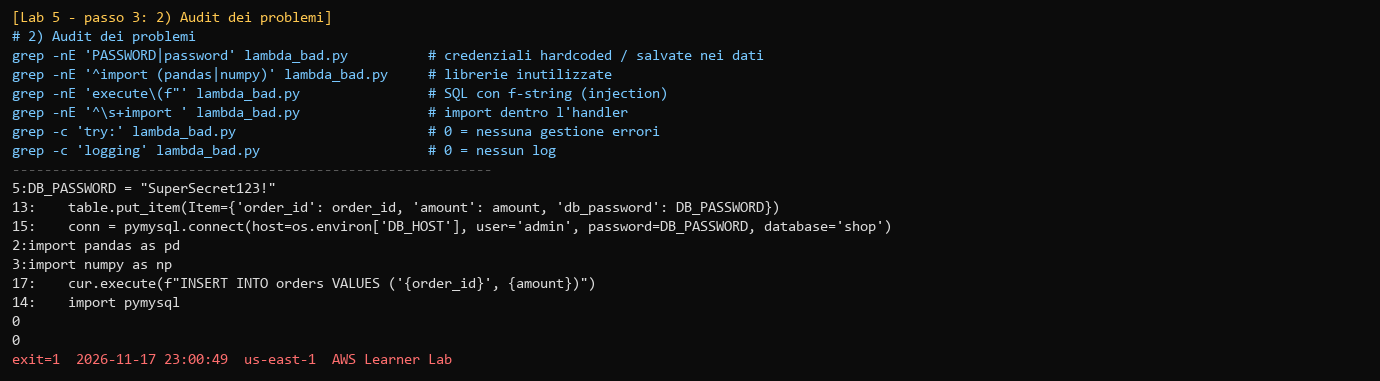 [Lab 5 - passo 3: 2) Audit dei problemi]
# 2) Audit dei problemi
grep -nE 'PASSWORD|password' lambda_bad.py          # credenziali hardcoded / salvate nei dati
grep -nE '^import (pandas|numpy)' lambda_bad.py     # librerie inutilizzate
grep -nE 'execute\(f"' lambda_bad.py                # SQL con f-string (injection)
grep -nE '^\s+import ' lambda_bad.py                # import dentro l'handler
grep -c 'try:' lambda_bad.py                        # 0 = nessuna gestione errori
grep -c 'logging' lambda_bad.py                     # 0 = nessun log
------------------------------------------------------------
5:DB_PASSWORD = "SuperSecret123!"
13:    table.put_item(Item={'order_id': order_id, 'amount': amount, 'db_password': DB_PASSWORD})
15:    conn = pymysql.connect(host=os.environ['DB_HOST'], user='admin', password=DB_PASSWORD, database='shop')
2:import pandas as pd
3:import numpy as np
17:    cur.execute(f"INSERT INTO orders VALUES ('{order_id}', {amount})")
14:    import pymysql
0
0
exit=1  2026-11-17 23:00:49  us-east-1  AWS Learner Lab